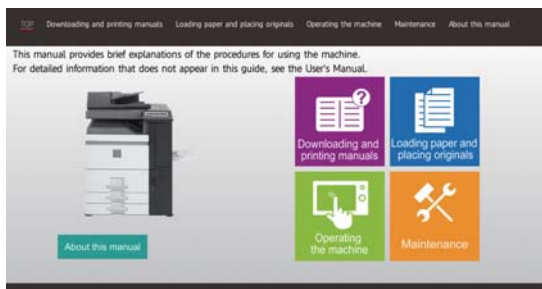 TOP Downloading and printing manuals Loading paper and placing originals Operating the machine Maintenance About this manual
This manual provides brief explanations of the procedures for using the machine.
For detailed information that does not appear in this guide, see the User's Manual.
?
Downloading and
printing manuals
Loading paper and
placing originals
Operating
the machine
Maintenance
About this manual